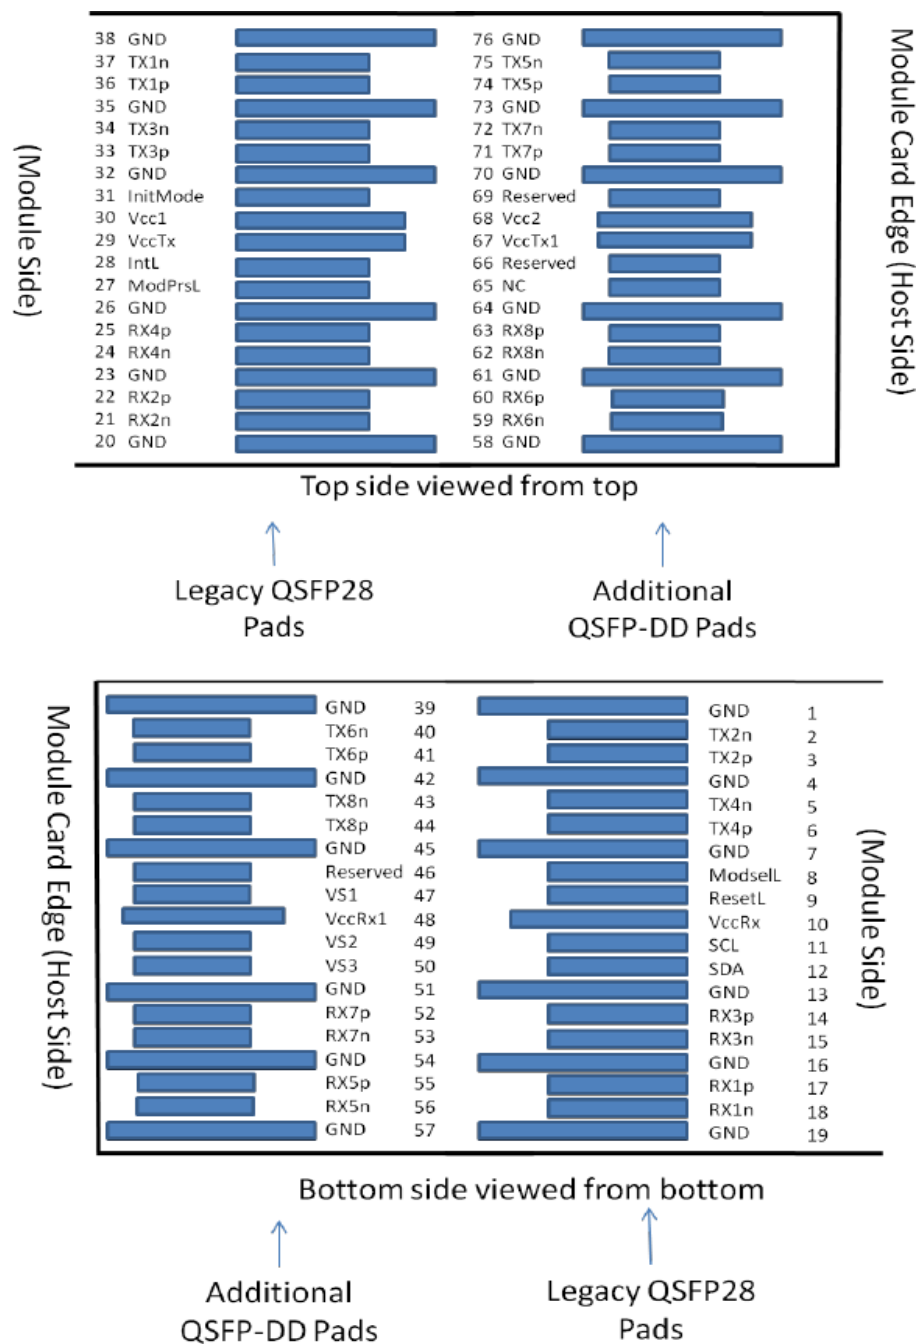 38 GND 76 GND
37 TX1n 75 TX5n
36 TX1p 74 TX5p
35 GND 73 GND
34 TX3n 72 TX7n
33 TX3p 71 TX7p
32 GND 70 GND
31 InitMode 69 Reserved
30 Vcc1 68 Vcc2
29 VccTx 67 VccTx1
28 IntL 66 Reserved
27 ModPrsL 65 NC
26 GND 64 GND
25 RX4p 63 RX8p
24 RX4n 62 RX8n
23 GND 61 GND
22 RX2p 60 RX6p
21 RX2n 59 RX6n
20 GND 58 GND
(Module Side)
Module Card Edge (Host Side)
Top side viewed from top
Legacy QSFP28
Pads
Additional
QSFP-DD Pads
Module Card Edge (Host Side)
GND 39 GND 1
TX6n 40 TX2n 2
TX6p 41 TX2p 3
GND 42 GND 4
TX8n 43 TX4n 5
TX8p 44 TX4p 6
GND 45 GND 7
Reserved 46 ModselL 8
VS1 47 ResetL 9
VccRx1 48 VccRx 10
VS2 49 SCL 11
VS3 50 SDA 12
GND 51 GND 13
RX7p 52 RX3p 14
RX7n 53 RX3n 15
GND 54 GND 16
RX5p 55 RX1p 17
RX5n 56 RX1n 18
GND 57 GND 19
(Module Side)
Bottom side viewed from bottom
Additional
QSFP-DD Pads
Legacy QSFP28
Pads